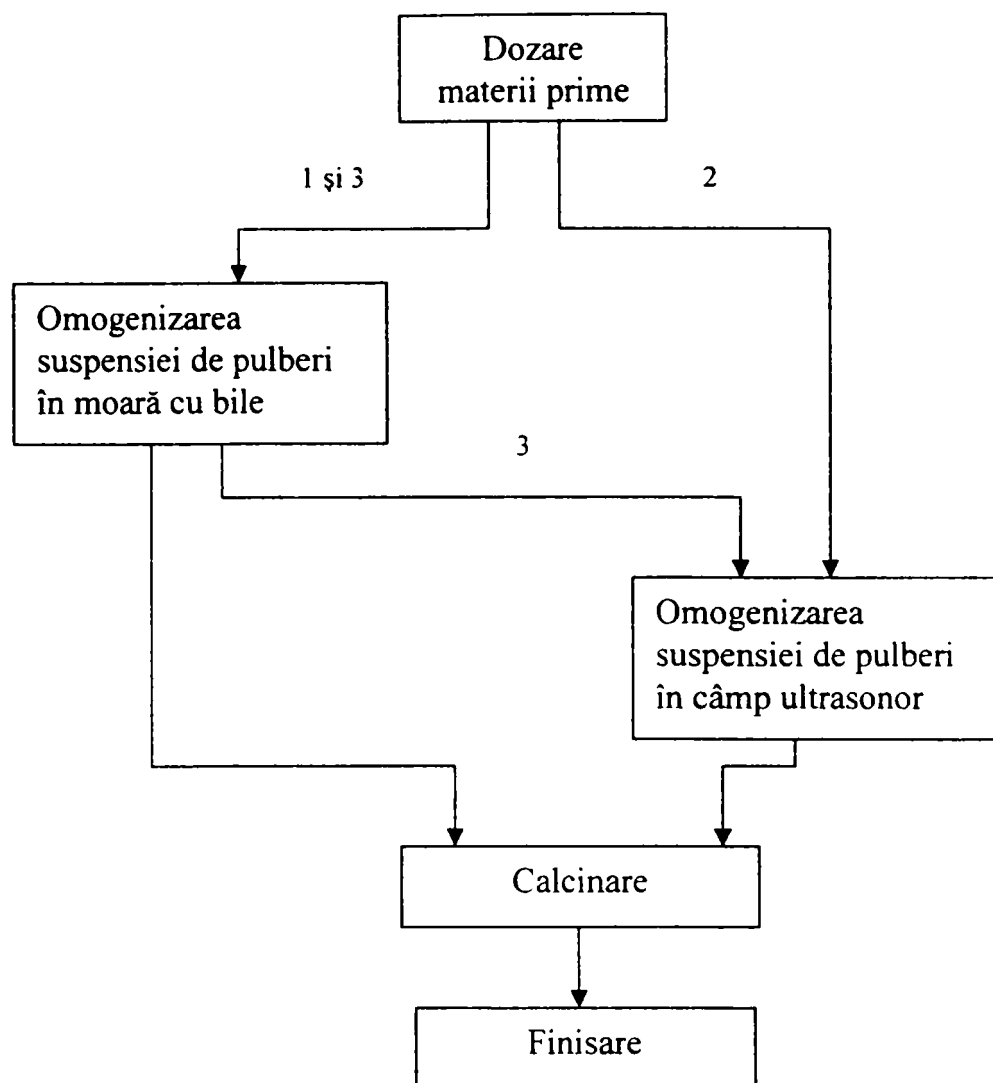 Dozare
materii prime
1 şi 3
2
Omogenizarea
suspensiei de pulberi
în moară cu bile
3
Omogenizarea
suspensiei de pulberi
în câmp ultrasonor
Calcinare
Finisare